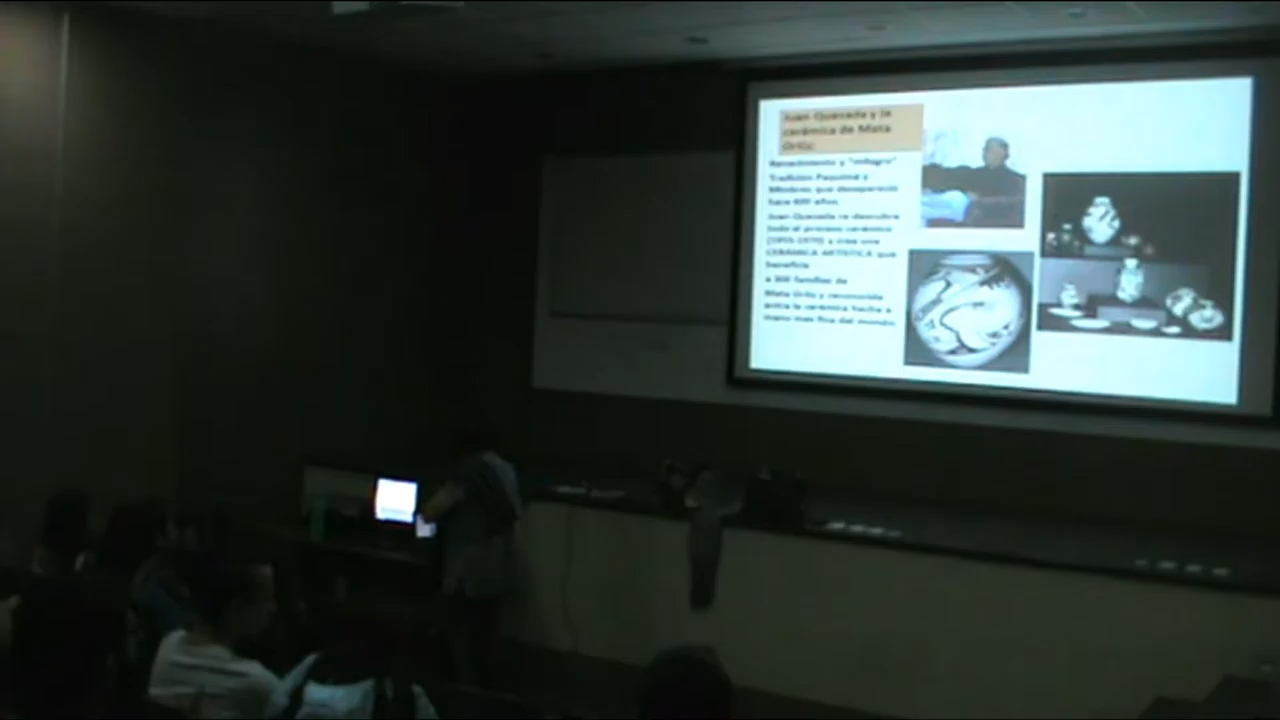 Juan Quesada y la
cerámica de Mata
Ortiz
Renacimiento y "milagro"
Tradición Paquimé y
Mimbres que desapareció
hace 600 años
Juan Quezada re-descubre
todo el proceso cerámico
(1955-1970) y crea una
CERÁMICA ARTÍSTICA que
beneficia
a 300 familias de
Mata Ortiz y reconocida
entre la cerámica hecha a
mano mas fina del mundo.